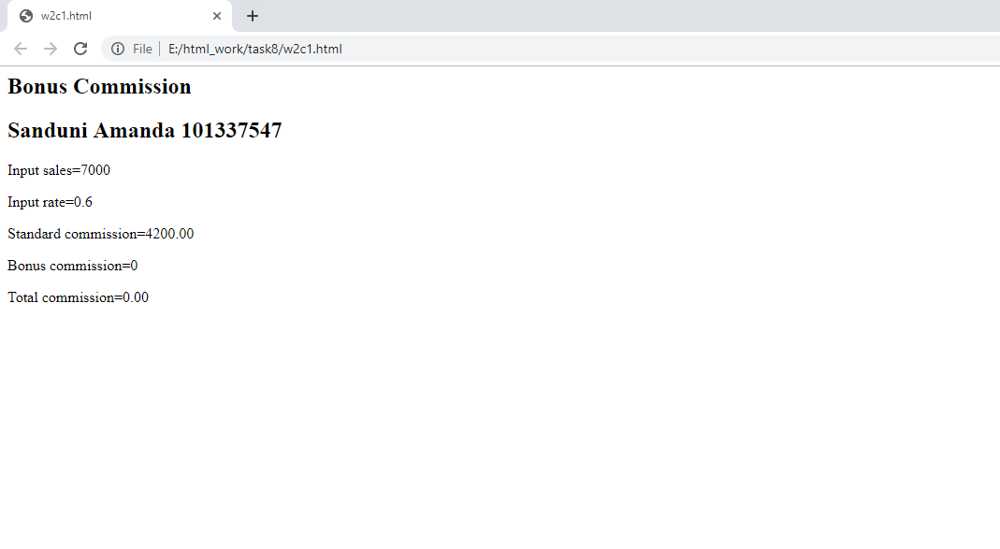 w2c1.html
File E:/html_work/task8/w2c1.html
Bonus Commission
Sanduni Amanda 101337547
Input sales=7000
Input rate=0.6
Standard commission=4200.00
Bonus commission=0
Total commission=0.00